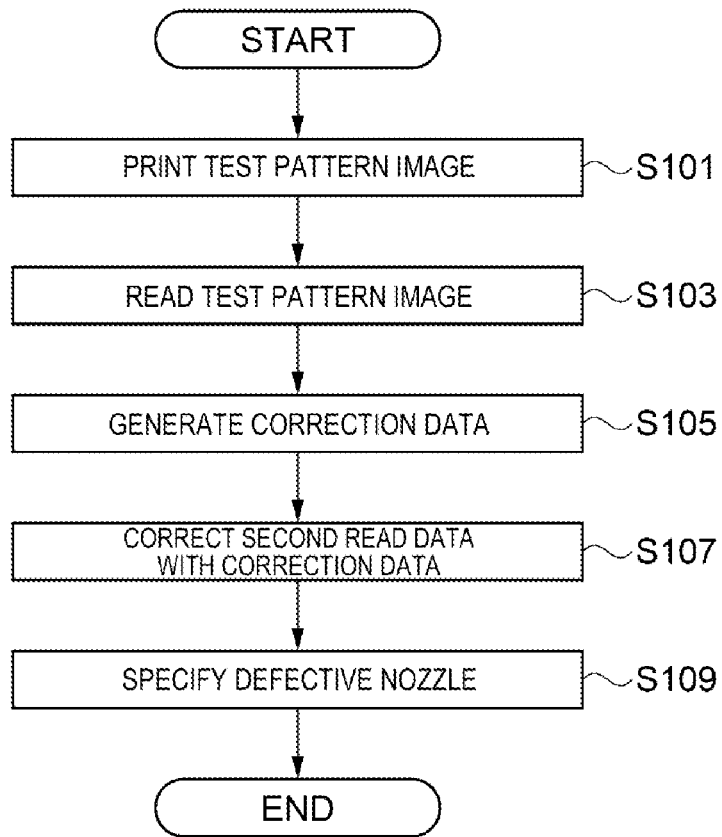 START
PRINT TEST PATTERN IMAGE S101
READ TEST PATTERN IMAGE S103
GENERATE CORRECTION DATA S105
CORRECT SECOND READ DATA
WITH CORRECTION DATA S107
SPECIFY DEFECTIVE NOZZLE S109
END